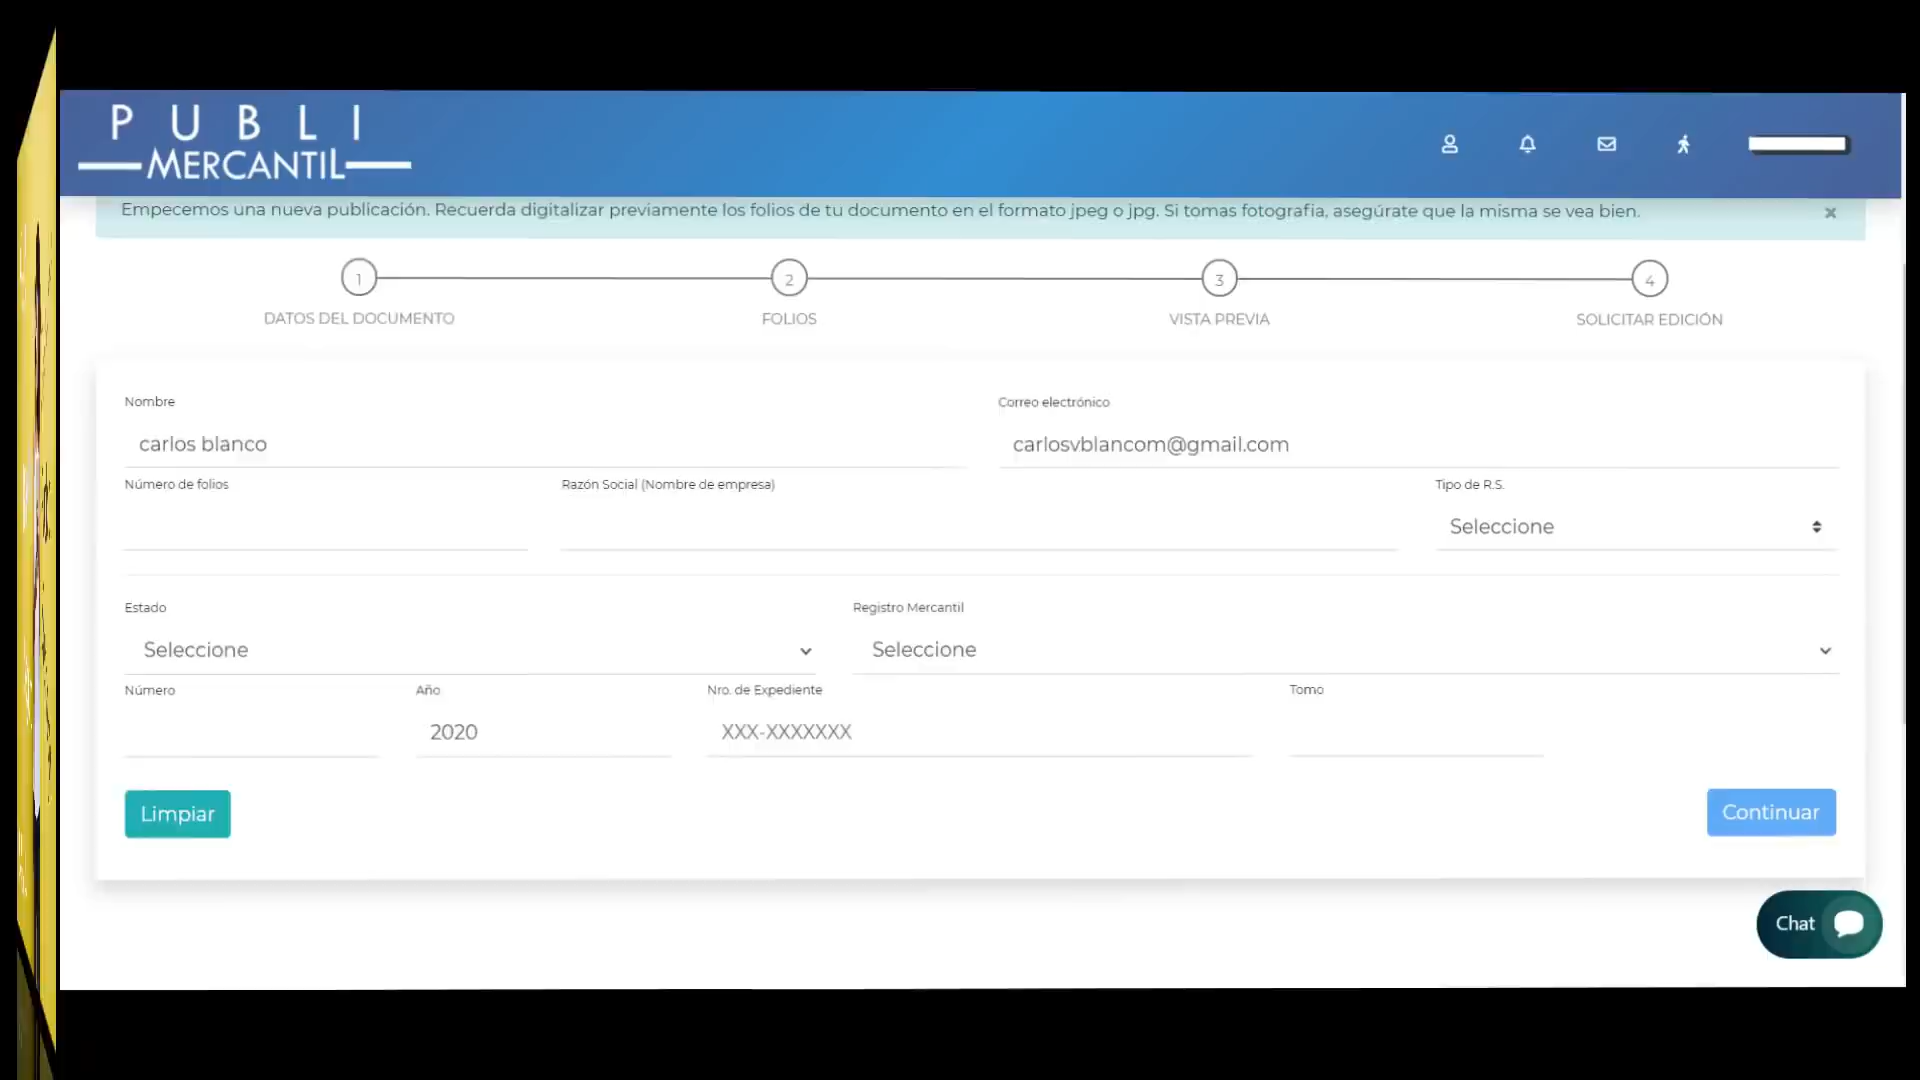 PUBLI
MERCANTIL
Empecemos una nueva publicación. Recuerda digitalizar previamente los folios de tu documento en el formato jpeg o jpg. Si tomas fotografia, asegúrate que la misma se vea bien. ×
1 2 3 4
DATOS DEL DOCUMENTO FOLIOS VISTA PREVIA SOLICITAR EDICIÓN
Nombre Correo electrónico
carlos blanco carlosvblancom@gmail.com
Número de folios Razón Social (Nombre de empresa) Tipo de R.S.
Seleccione
Estado Registro Mercantil
Seleccione Seleccione
Número Año Nro. de Expediente Tomo
2020 XXX-XXXXXXX
Limpiar Continuar
Chat